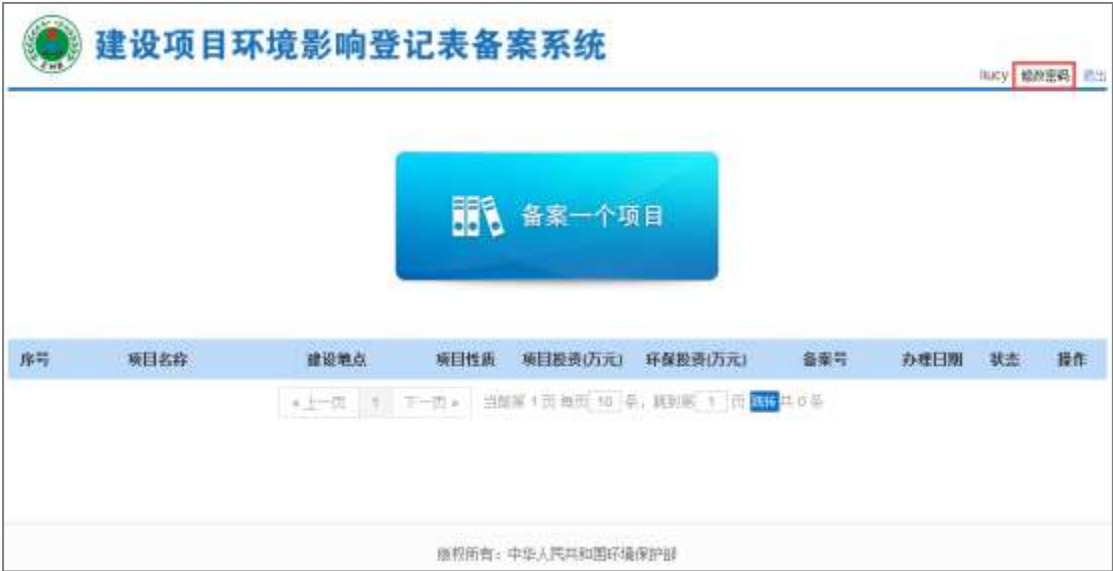 建设项目环境影响登记表备案系统
liucy 修改密码 退出
备案一个项目
序号 项目名称 建设地点 项目性质 项目投资(万元) 环保投资(万元) 备案号 办理日期 状态 操作
« 上一页 1 下一页 » 当前第 1 页 每页 10 条，跳到第 1 页 跳转 共 0 条
版权所有：中华人民共和国环境保护部